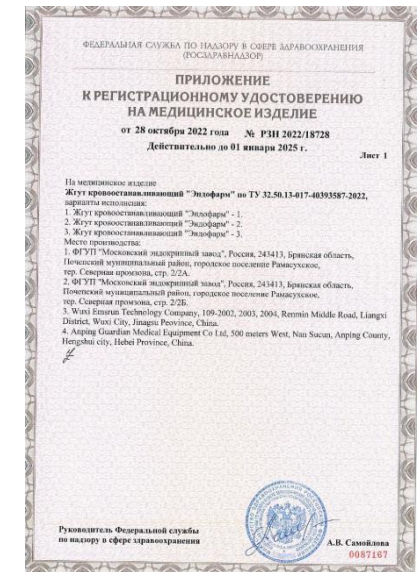 ФЕДЕРАЛЬНАЯ СЛУЖБА ПО НАДЗОРУ В СФЕРЕ ЗДРАВООХРАНЕНИЯ
(РОСЗДРАВНАДЗОР)
ПРИЛОЖЕНИЕ
К РЕГИСТРАЦИОННОМУ УДОСТОВЕРЕНИЮ
НА МЕДИЦИНСКОЕ ИЗДЕЛИЕ
от 28 октября 2022 года № РЗН 2022/18728
Действительно до 01 января 2025 г.
Лист 1
На медицинское изделие
Жгут кровоостанавливающий "Эндофарм" по ТУ 32.50.13-017-40393587-2022,
варианты исполнения:
1. Жгут кровоостанавливающий "Эндофарм" - 1.
2. Жгут кровоостанавливающий "Эндофарм" - 2.
3. Жгут кровоостанавливающий "Эндофарм" - 3.
Место производства:
1. ФГУП "Московский эндокринный завод", Россия, 243413, Брянская область,
Почепский муниципальный район, городское поселение Рамасухское,
тер. Северная промзона, стр. 2/2А.
2. ФГУП "Московский эндокринный завод", Россия, 243413, Брянская область,
Почепский муниципальный район, городское поселение Рамасухское,
тер. Северная промзона, стр. 2/2Б.
3. Wuxi Emsrun Technology Company, 109-2002, 2003, 2004, Renmin Middle Road, Liangxi
District, Wuxi City, Jinagsu Peovince, China.
4. Anping Guardian Medical Equipment Co Ltd, 500 meters West, Nan Sucun, Anping County,
Hengshui city, Hebei Province, China.
Руководитель Федеральной службы
по надзору в сфере здравоохранения
А.В. Самойлова
0087167